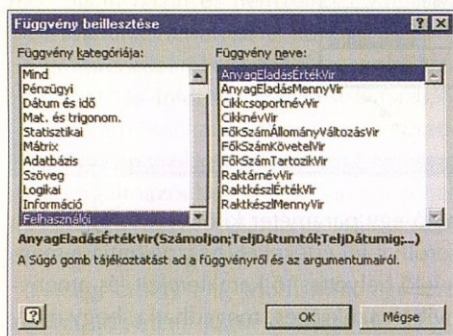 Függvény beillesztése
Függvény kategóriája:
Mind
Pénzügyi
Dátum és idő
Mat. és trigonom.
Statisztikai
Mátrix
Adatbázis
Szöveg
Logikai
Információ
Felhasználói
Függvény neve:
AnyagEladásÉrtékVir
AnyagEladásMennyVir
CikkcsoportnévVir
CikknévVir
FőkSzámÁllományVáltozásVir
FőkSzámKövetelVir
FőkSzámTartozikVir
RaktárnévVir
RaktkészlÉrtékVir
RaktkészlMennyVir
AnyagEladásÉrtékVir(Számoljon;TeljDátumtól;TeljDátumig;...)
A Súgó gomb tájékoztatást ad a függvényről és az argumentumairól.
OK
Mégse